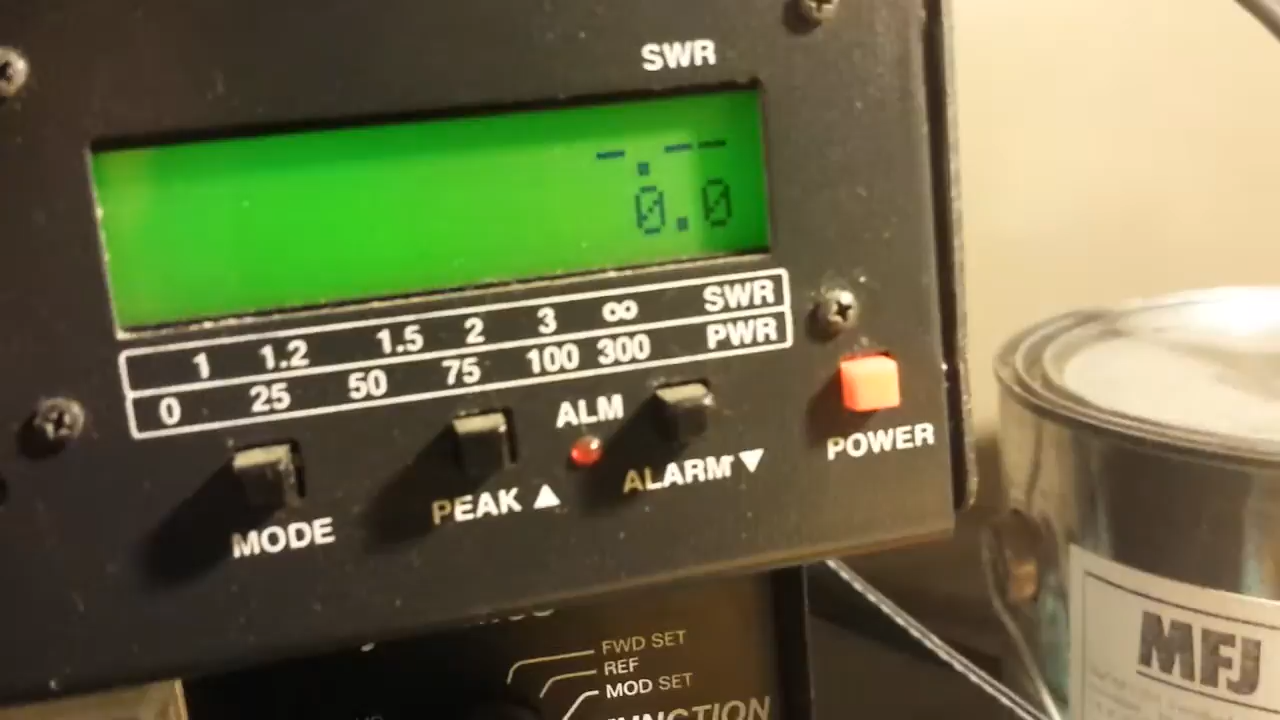 SWR
-.--
0.0
1 1.2 1.5 2 3 ∞ SWR
0 25 50 75 100 300 PWR
ALM
MODE
PEAK ▲
ALARM ▼
POWER
FWD SET
REF
MOD SET
MFJ